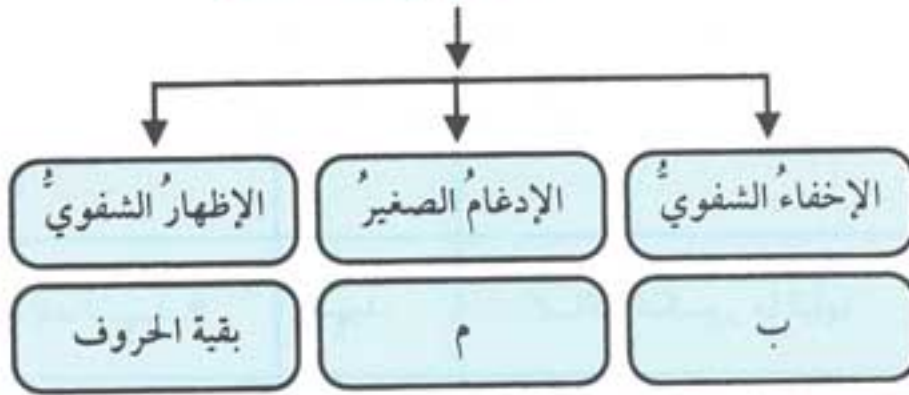 الإخفاءُ الشفويُّ
الإدغامُ الصغيرُ
الإظهارُ الشفويُّ
ب
م
بقية الحروف